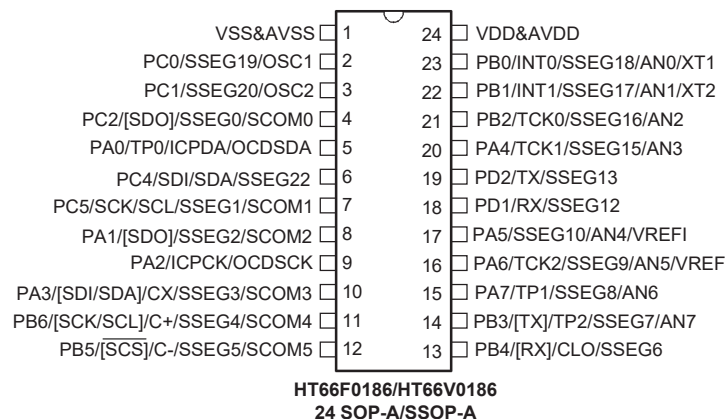 VSS&AVSS 1 24 VDD&AVDD
PC0/SSEG19/OSC1 2 23 PB0/INT0/SSEG18/AN0/XT1
PC1/SSEG20/OSC2 3 22 PB1/INT1/SSEG17/AN1/XT2
PC2/[SDO]/SSEG0/SCOM0 4 21 PB2/TCK0/SSEG16/AN2
PA0/TP0/ICPDA/OCDSDA 5 20 PA4/TCK1/SSEG15/AN3
PC4/SDI/SDA/SSEG22 6 19 PD2/TX/SSEG13
PC5/SCK/SCL/SSEG1/SCOM1 7 18 PD1/RX/SSEG12
PA1/[SDO]/SSEG2/SCOM2 8 17 PA5/SSEG10/AN4/VREFI
PA2/ICPCK/OCDSCK 9 16 PA6/TCK2/SSEG9/AN5/VREF
PA3/[SDI/SDA]/CX/SSEG3/SCOM3 10 15 PA7/TP1/SSEG8/AN6
PB6/[SCK/SCL]/C+/SSEG4/SCOM4 11 14 PB3/[TX]/TP2/SSEG7/AN7
PB5/[SCS]/C-/SSEG5/SCOM5 12 13 PB4/[RX]/CLO/SSEG6
HT66F0186/HT66V0186
24 SOP-A/SSOP-A